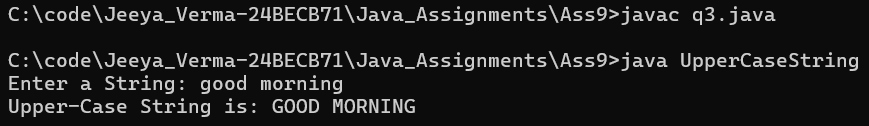 C:\code\Jeeya_Verma-24BECB71\Java_Assignments\Ass9>javac q3.java
C:\code\Jeeya_Verma-24BECB71\Java_Assignments\Ass9>java UpperCaseString
Enter a String: good morning
Upper-Case String is: GOOD MORNING